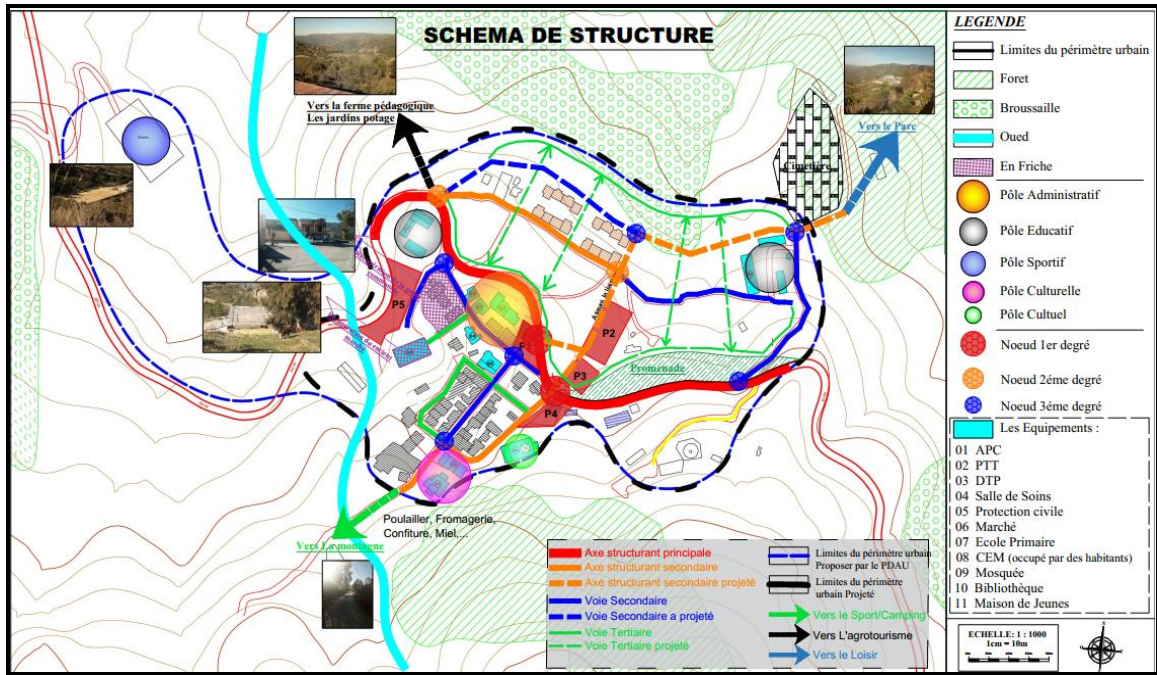 SCHEMA DE STRUCTURE
Vers la ferme pédagogique
Les jardins potage
Vers le Parc
Cimetière
P5
P2
P3
P4
Promenade
Poulailler, Fromagerie,
Confiture, Miel,...
Vers La montagne
Axe structurant principale
Axe structurant secondaire
Axe structurant secondaire projeté
Voie Secondaire
Voie Secondaire a projeté
Voie Tertiaire
Voie Tertiaire projeté
Limites du périmètre urbain
Proposer par le PDAU
Limites du périmètre
urbain Projeté
Vers le Sport/Camping
Vers L'agrotourisme
Vers le Loisir
LEGENDE
Limites du périmètre urbain
Foret
Broussaille
Oued
En Friche
Pôle Administratif
Pôle Educatif
Pôle Sportif
Pôle Culturelle
Pôle Cultuel
Noeud 1er degré
Noeud 2éme degré
Noeud 3éme degré
Les Equipements :
01 APC
02 PTT
03 DTP
04 Salle de Soins
05 Protection civile
06 Marché
07 Ecole Primaire
08 CEM (occupé par des habitants)
09 Mosquée
10 Bibliothèque
11 Maison de Jeunes
ECHELLE: 1 : 1000
1cm = 10m